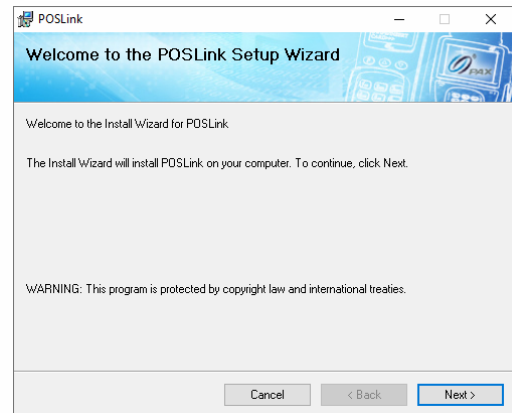 POSLink
Welcome to the POSLink Setup Wizard
PAX
Welcome to the Install Wizard for POSLink
The Install Wizard will install POSLink on your computer. To continue, click Next.
WARNING: This program is protected by copyright law and international treaties.
Cancel
< Back
Next >